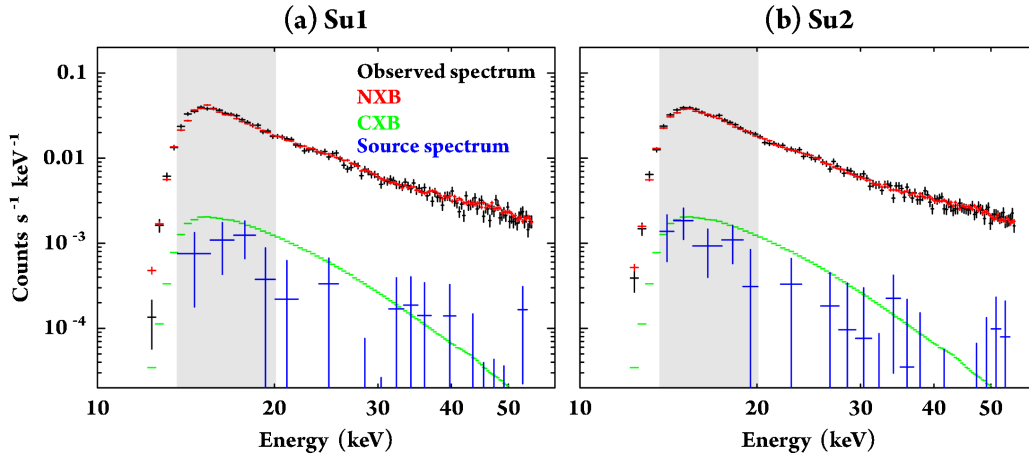 (a) Su1
(b) Su2
Counts s⁻¹ keV⁻¹
0.1
0.01
10⁻³
10⁻⁴
Observed spectrum
NXB
CXB
Source spectrum
10 20 30 40 50
10 20 30 40 50
Energy (keV)
Energy (keV)